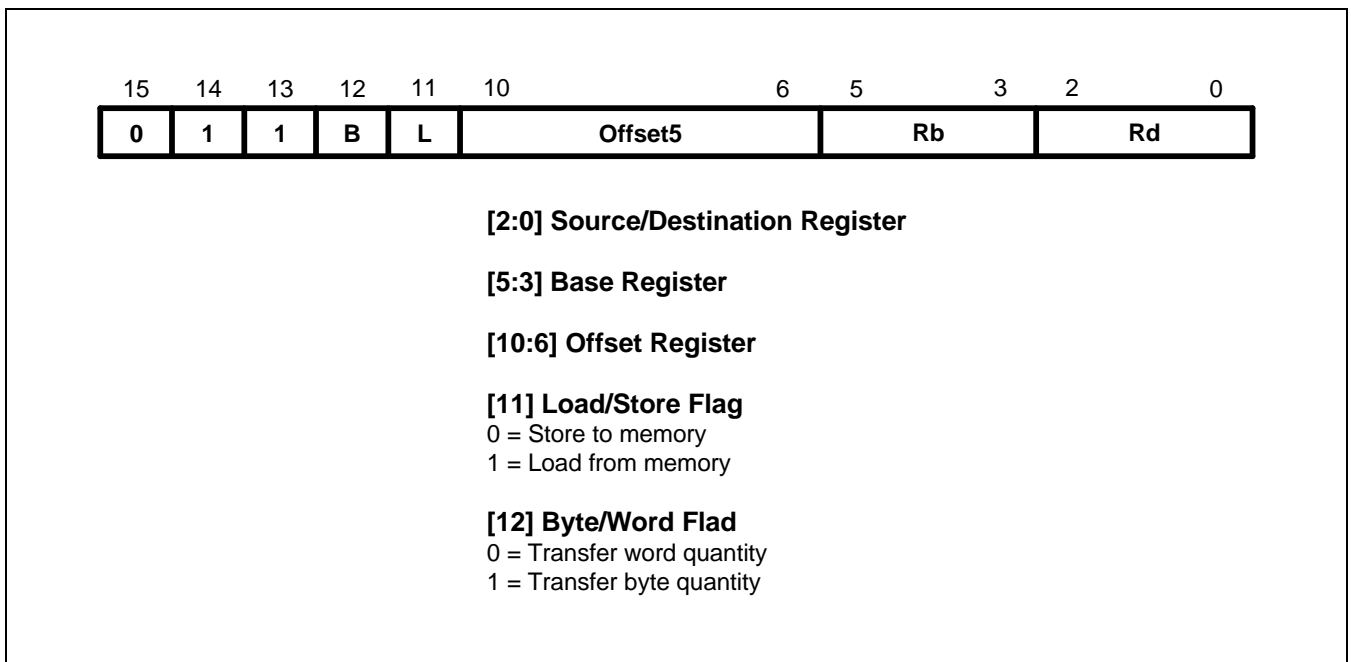 15 14 13 12 11 10 6 5 3 2 0
0 1 1 B L Offset5 Rb Rd
[2:0] Source/Destination Register
[5:3] Base Register
[10:6] Offset Register
[11] Load/Store Flag
0 = Store to memory
1 = Load from memory
[12] Byte/Word Flad
0 = Transfer word quantity
1 = Transfer byte quantity